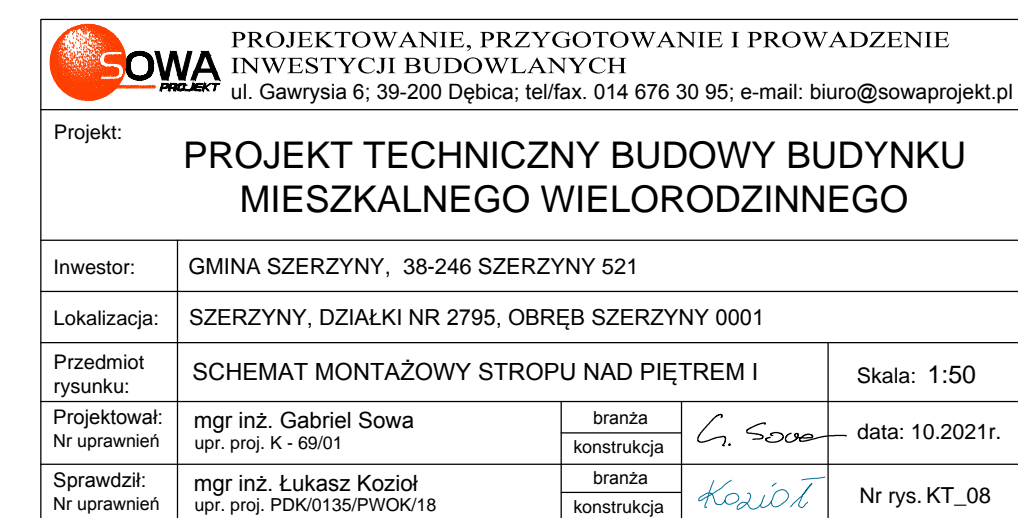 SOWA
PROJEKT
PROJEKTOWANIE, PRZYGOTOWANIE I PROWADZENIE
INWESTYCJI BUDOWLANYCH
ul. Gawrysia 6; 39-200 Dębica; tel/fax. 014 676 30 95; e-mail: biuro@sowaprojekt.pl
Projekt:
PROJEKT TECHNICZNY BUDOWY BUDYNKU
MIESZKALNEGO WIELORODZINNEGO
Inwestor: GMINA SZERZYNY, 38-246 SZERZYNY 521
Lokalizacja: SZERZYNY, DZIAŁKI NR 2795, OBRĘB SZERZYNY 0001
Przedmiot
rysunku:
SCHEMAT MONTAŻOWY STROPU NAD PIĘTREM I
Skala: 1:50
Projektował:
Nr uprawnień
mgr inż. Gabriel Sowa
upr. proj. K - 69/01
branża
konstrukcja
G. Sowa
data: 10.2021r.
Sprawdził:
Nr uprawnień
mgr inż. Łukasz Kozioł
upr. proj. PDK/0135/PWOK/18
branża
konstrukcja
Kozioł
Nr rys. KT_08